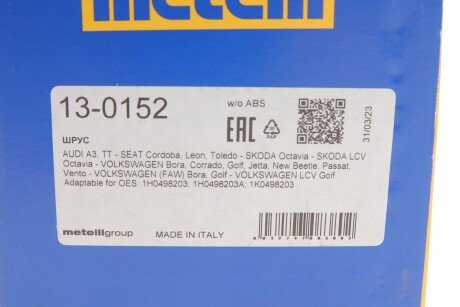 metelli
13-0152
w/o ABS
ШРУС
EAC
PAP
31/03/23
AUDI A3, TT - SEAT Cordoba, Leon, Toledo - SKODA Octavia - SKODA LCV
Octavia - VOLKSWAGEN Bora, Corrado, Golf, Jetta, New Beetle, Passat,
Vento - VOLKSWAGEN (FAW) Bora, Golf - VOLKSWAGEN LCV Golf
Adaptable for OES: 1H0498203; 1H0498203A; 1K0498203
metelligroup
MADE IN ITALY